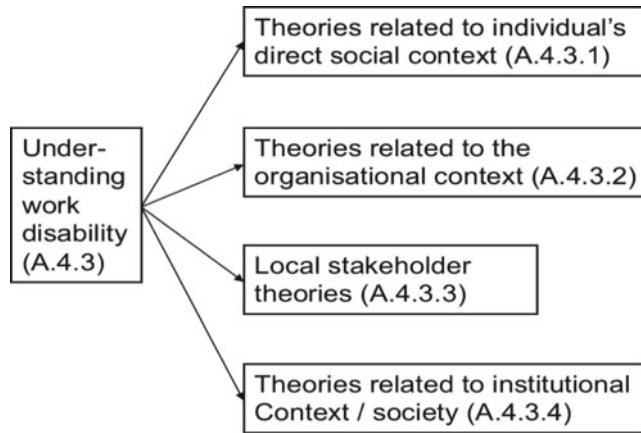 Theories related to individual's
direct social context (A.4.3.1)
Under-
standing
work
disability
(A.4.3)
Theories related to the
organisational context (A.4.3.2)
Local stakeholder
theories (A.4.3.3)
Theories related to institutional
Context / society (A.4.3.4)